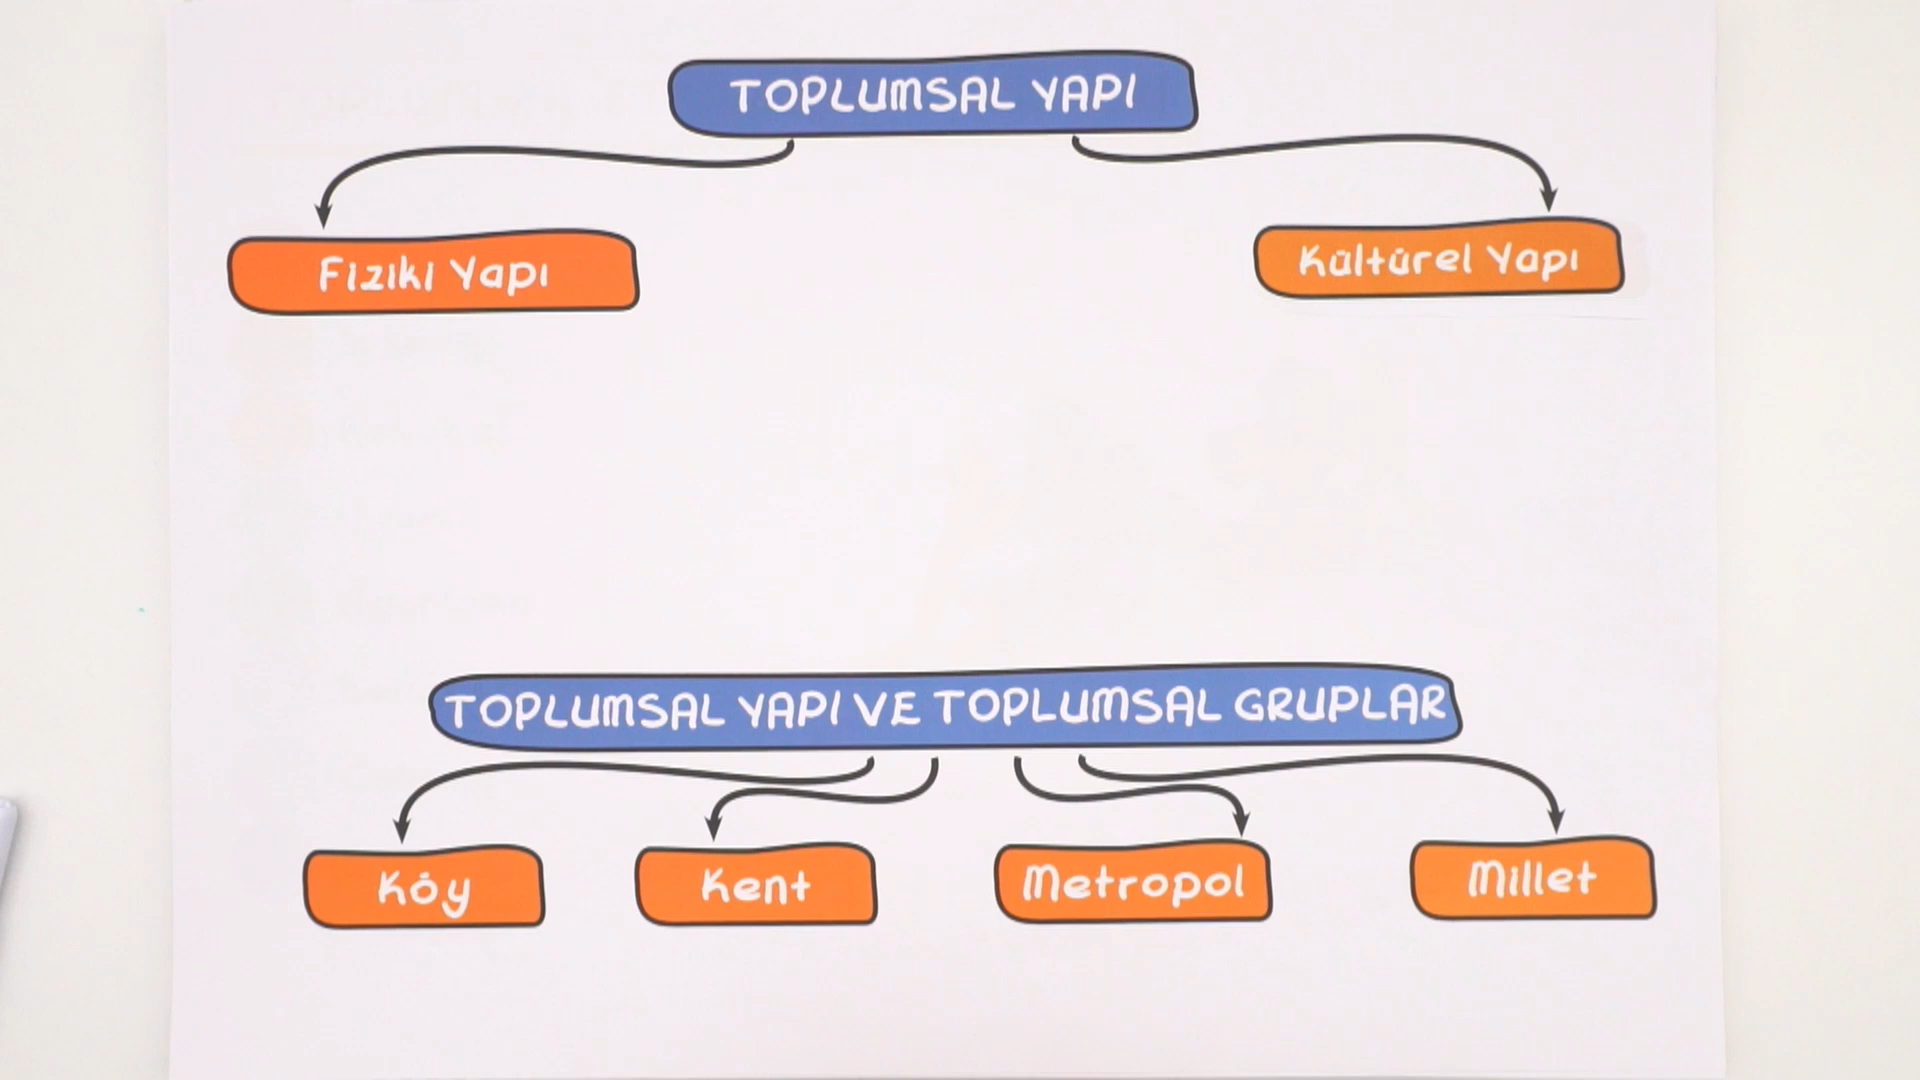 TOPLUMSAL YAPI
Fiziki Yapı
Kültürel Yapı
TOPLUMSAL YAPI VE TOPLUMSAL GRUPLAR
Köy
Kent
Metropol
Millet